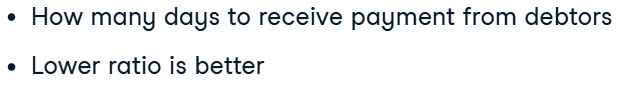 • How many days to receive payment from debtors
• Lower ratio is better